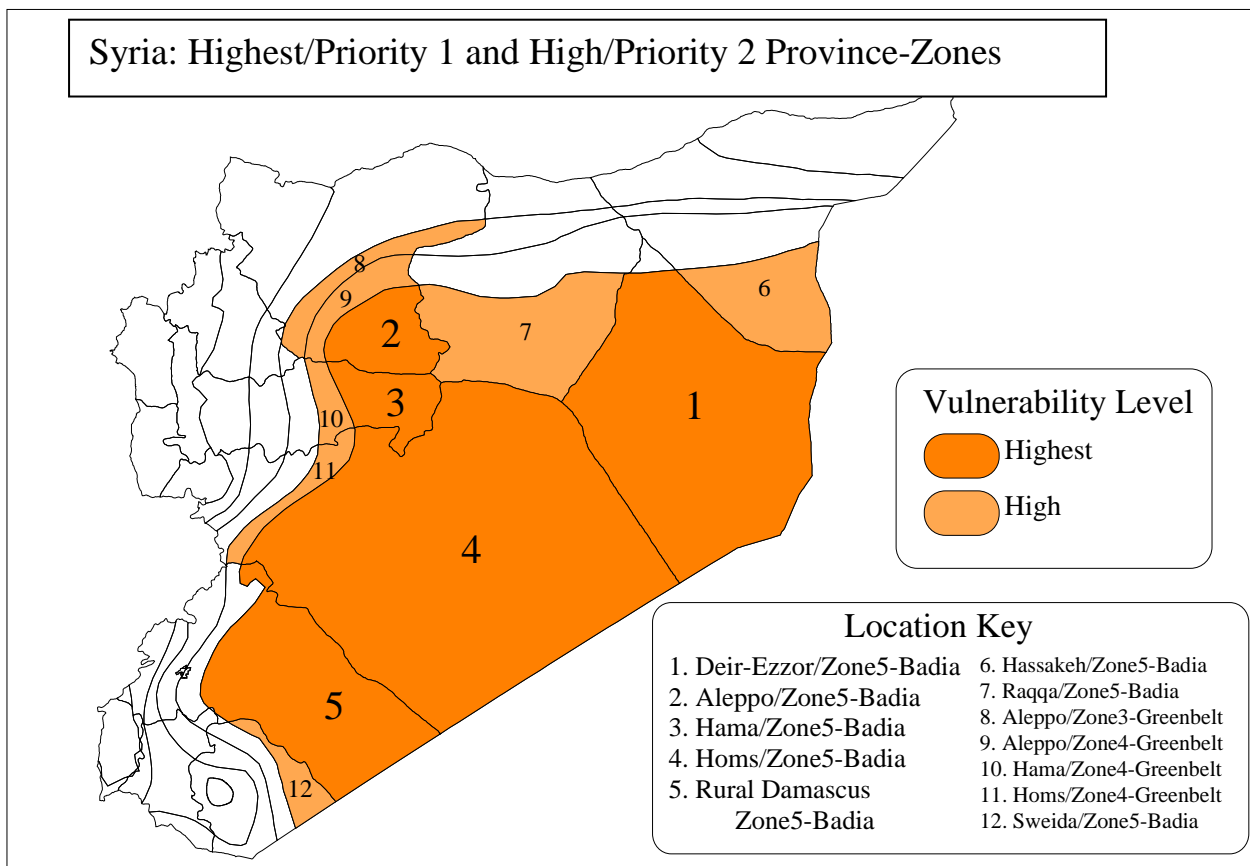 Syria: Highest/Priority 1 and High/Priority 2 Province-Zones
8
9
6
2
7
3
1
10
11
4
5
12
Vulnerability Level
Highest
High
Location Key
1. Deir-Ezzor/Zone5-Badia
2. Aleppo/Zone5-Badia
3. Hama/Zone5-Badia
4. Homs/Zone5-Badia
5. Rural Damascus
Zone5-Badia
6. Hassakeh/Zone5-Badia
7. Raqqa/Zone5-Badia
8. Aleppo/Zone3-Greenbelt
9. Aleppo/Zone4-Greenbelt
10. Hama/Zone4-Greenbelt
11. Homs/Zone4-Greenbelt
12. Sweida/Zone5-Badia